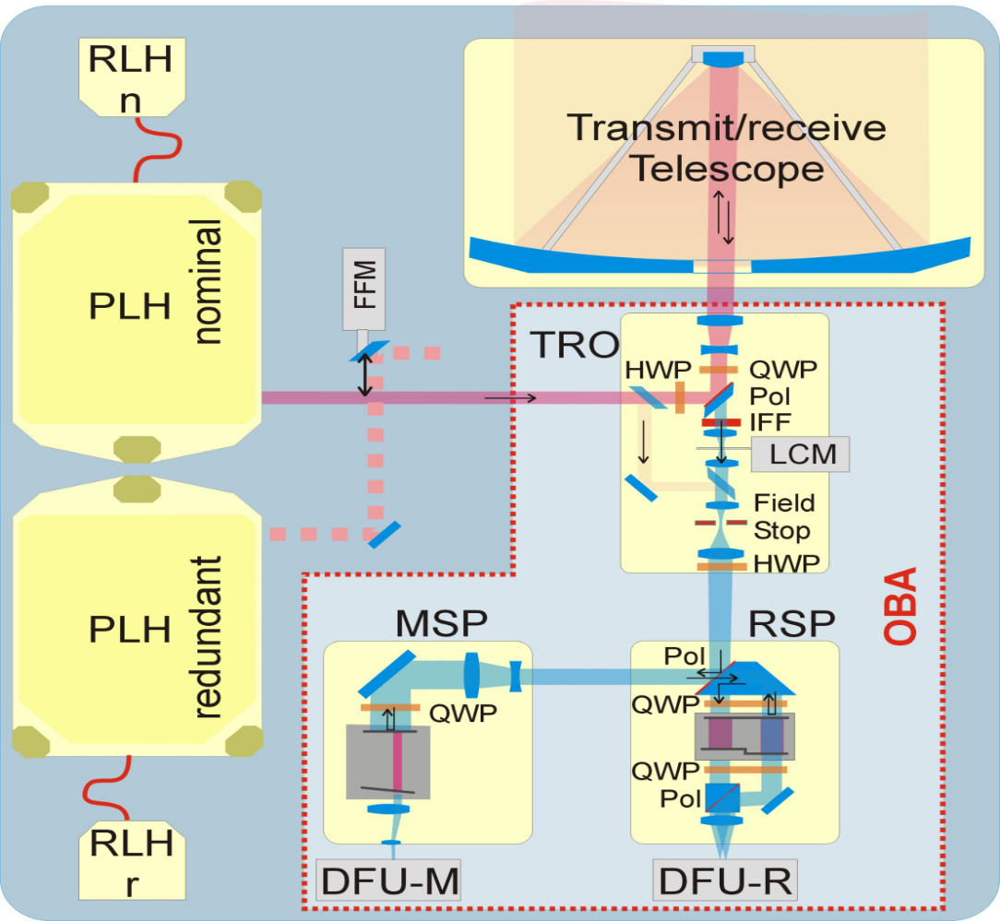 RLH
n
Transmit/receive
Telescope
PLH
nominal
FFM
TRO
HWP
QWP
Pol
IFF
LCM
Field
Stop
HWP
OBA
PLH
redundant
MSP
RSP
Pol
QWP
QWP
QWP
Pol
RLH
r
DFU-M
DFU-R